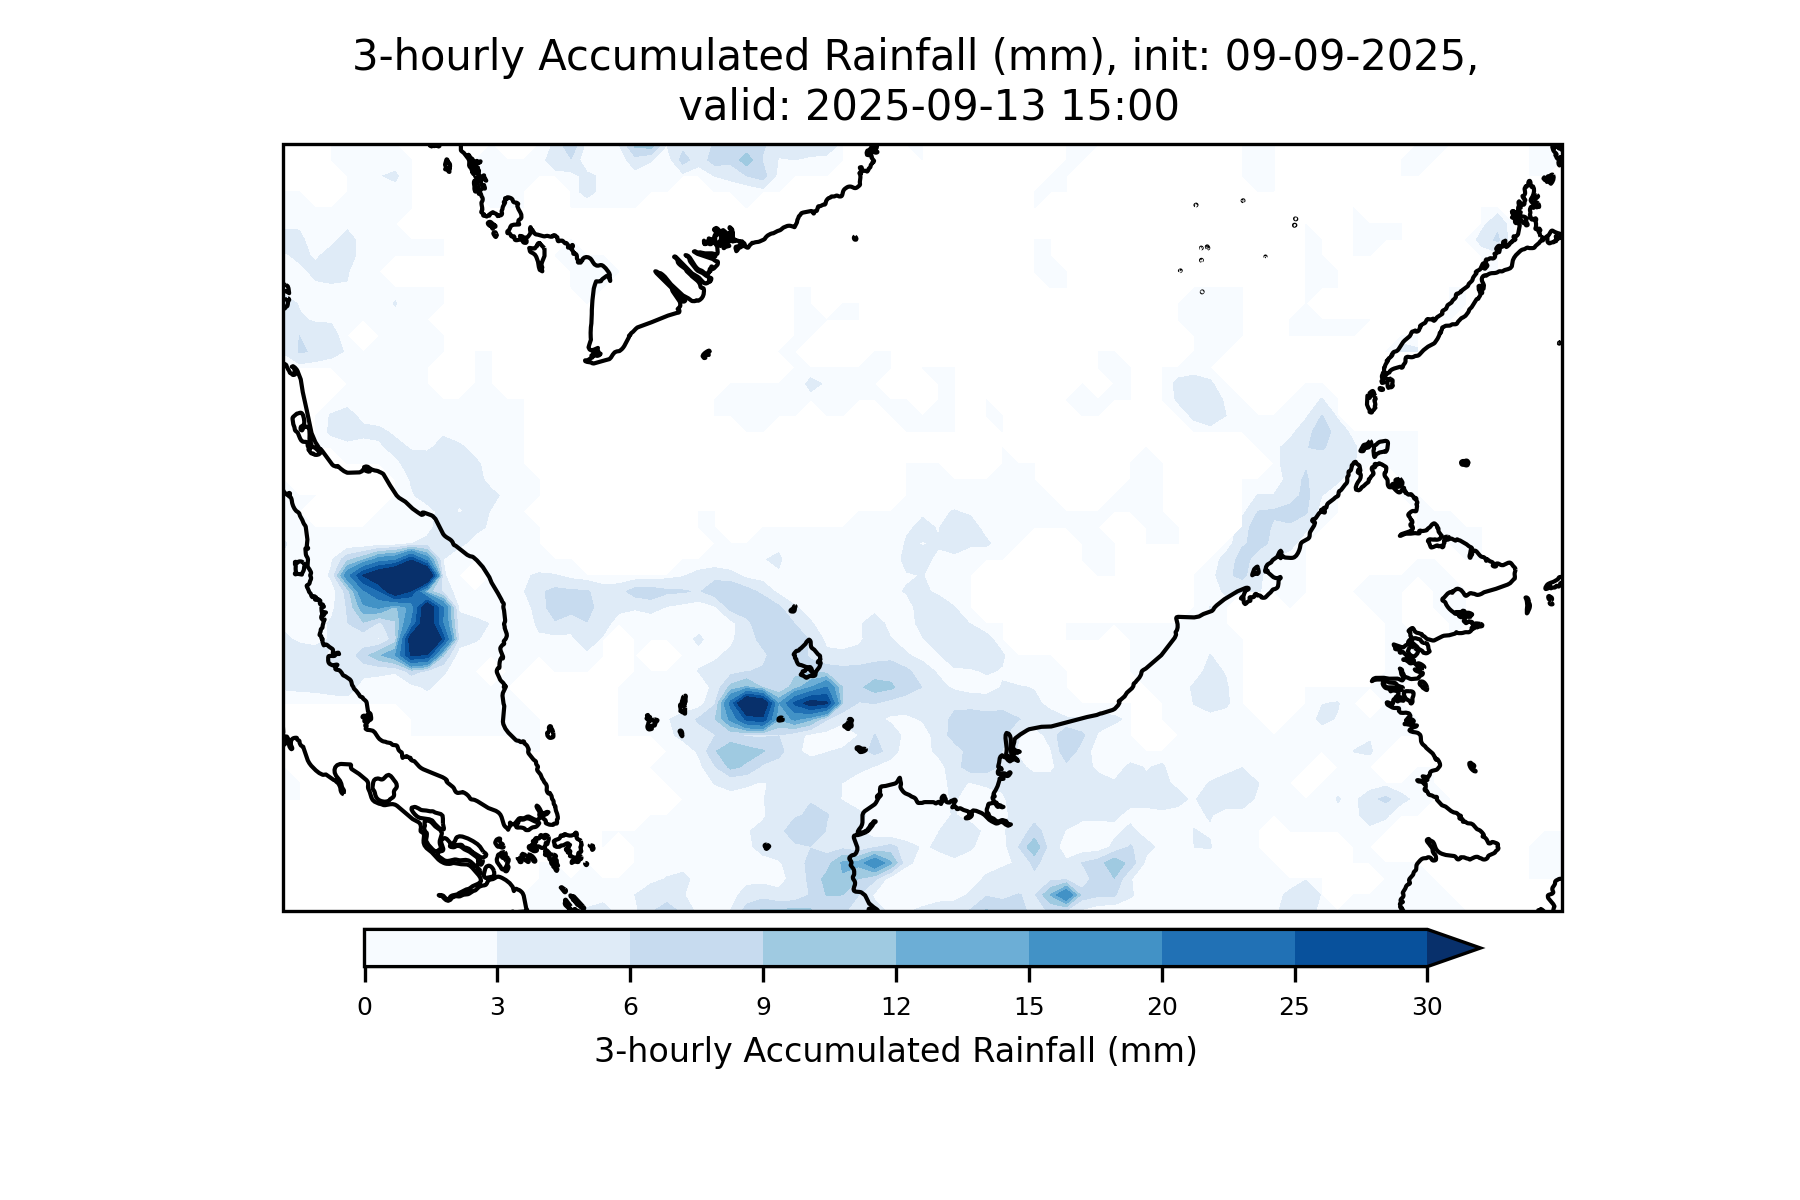 3-hourly Accumulated Rainfall (mm), init: 09-09-2025,
valid: 2025-09-13 15:00
0 3 6 9 12 15 20 25 30
3-hourly Accumulated Rainfall (mm)